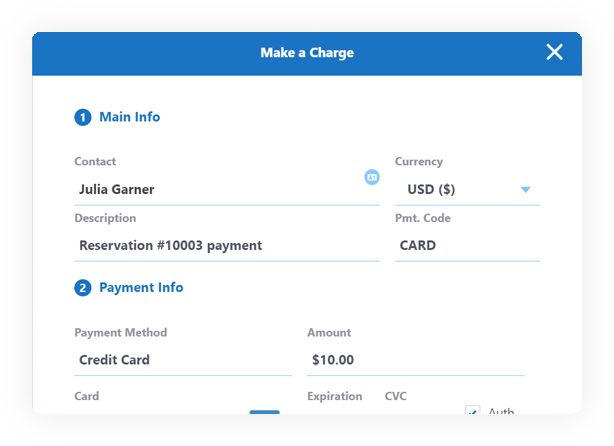 Make a Charge
1 Main Info
Contact Currency
Julia Garner USD ($)
Description Pmt. Code
Reservation #10003 payment CARD
2 Payment Info
Payment Method Amount
Credit Card $10.00
Card Expiration CVC
Auth